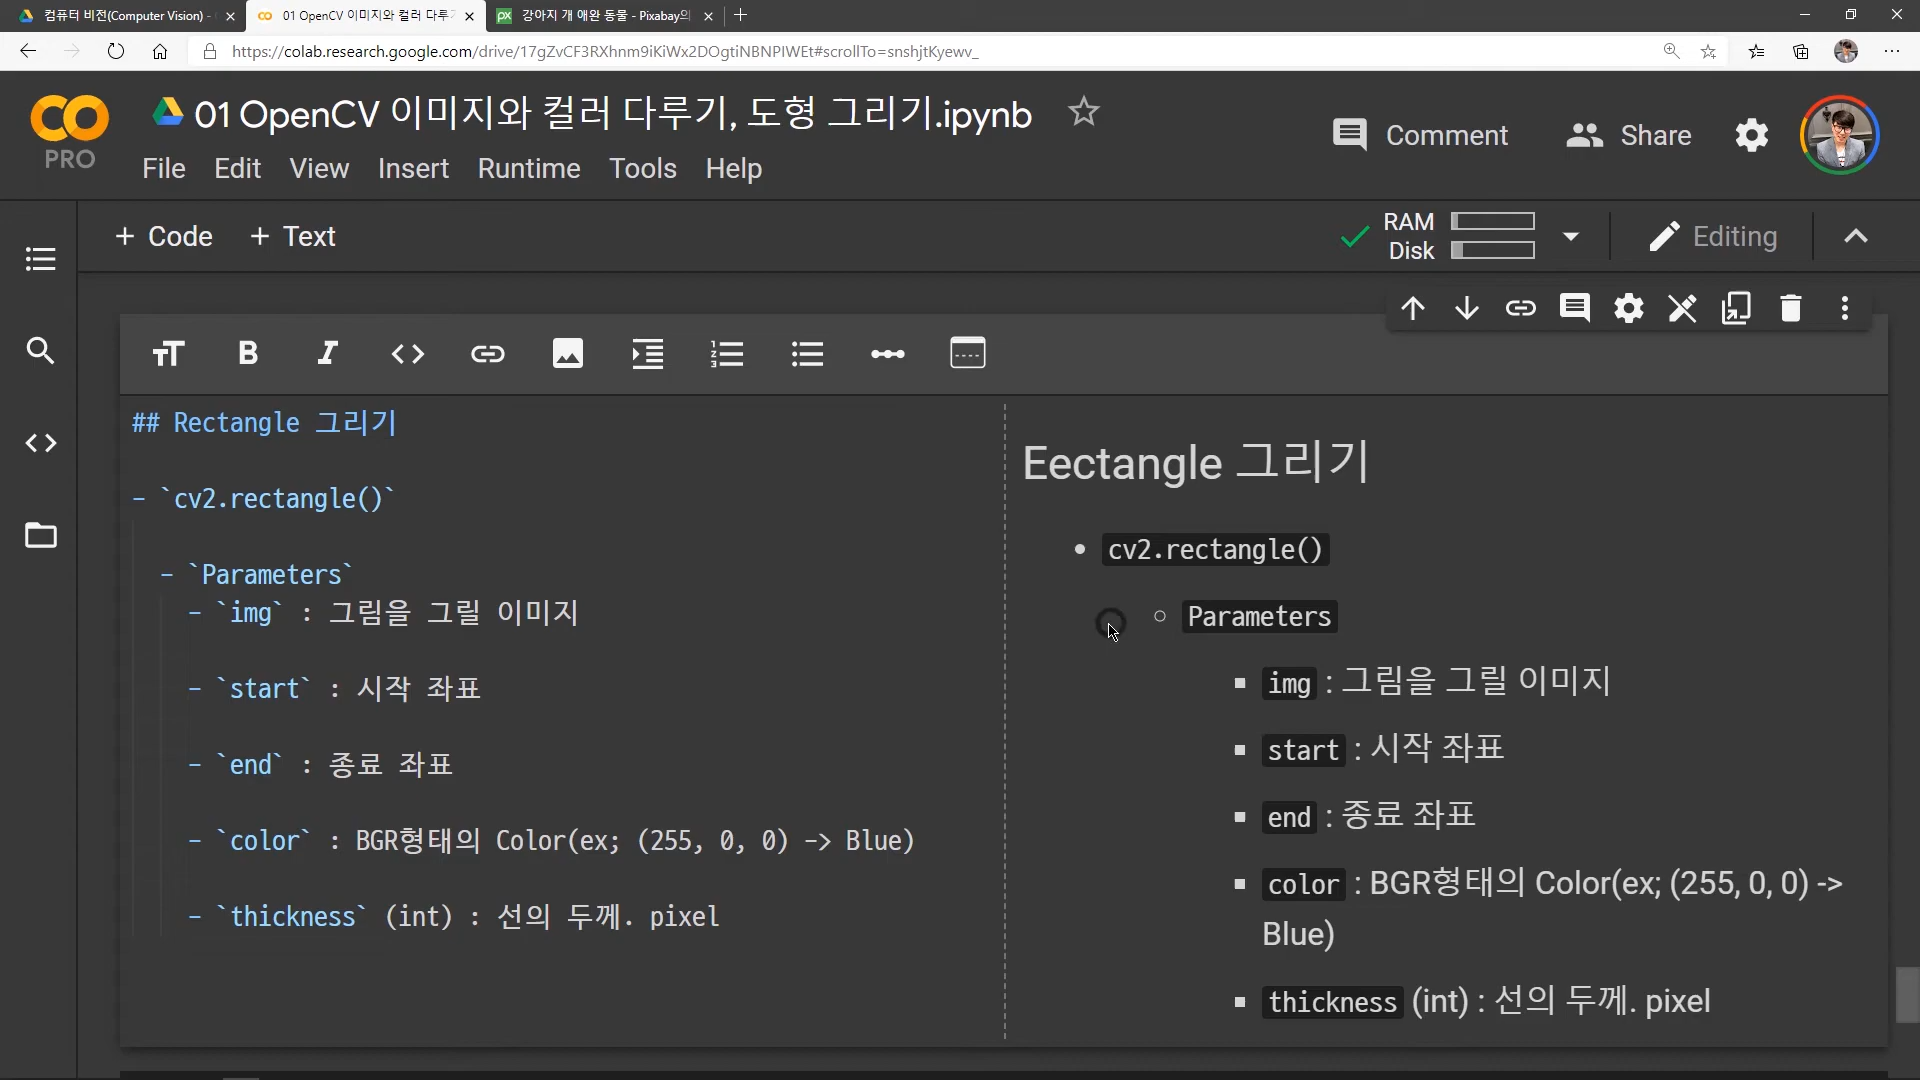 컴퓨터 비전(Computer Vision) -
01 OpenCV 이미지와 컬러 다루기
강아지 개 애완 동물 - Pixabay의
https://colab.research.google.com/drive/17gZvCF3RXhnm9iKiWx2DOgtiNBNPIWEt#scrollTo=snshjtKyewv_
CO
PRO
01 OpenCV 이미지와 컬러 다루기, 도형 그리기.ipynb
Comment
Share
File Edit View Insert Runtime Tools Help
+ Code + Text
RAM
Disk
Editing
## Rectangle 그리기
- `cv2.rectangle()`
- `Parameters`
- `img` : 그림을 그릴 이미지
- `start` : 시작 좌표
- `end` : 종료 좌표
- `color` : BGR형태의 Color(ex; (255, 0, 0) -> Blue)
- `thickness` (int) : 선의 두께. pixel
Eectangle 그리기
cv2.rectangle()
Parameters
img : 그림을 그릴 이미지
start : 시작 좌표
end : 종료 좌표
color : BGR형태의 Color(ex; (255, 0, 0) ->
Blue)
thickness (int) : 선의 두께. pixel